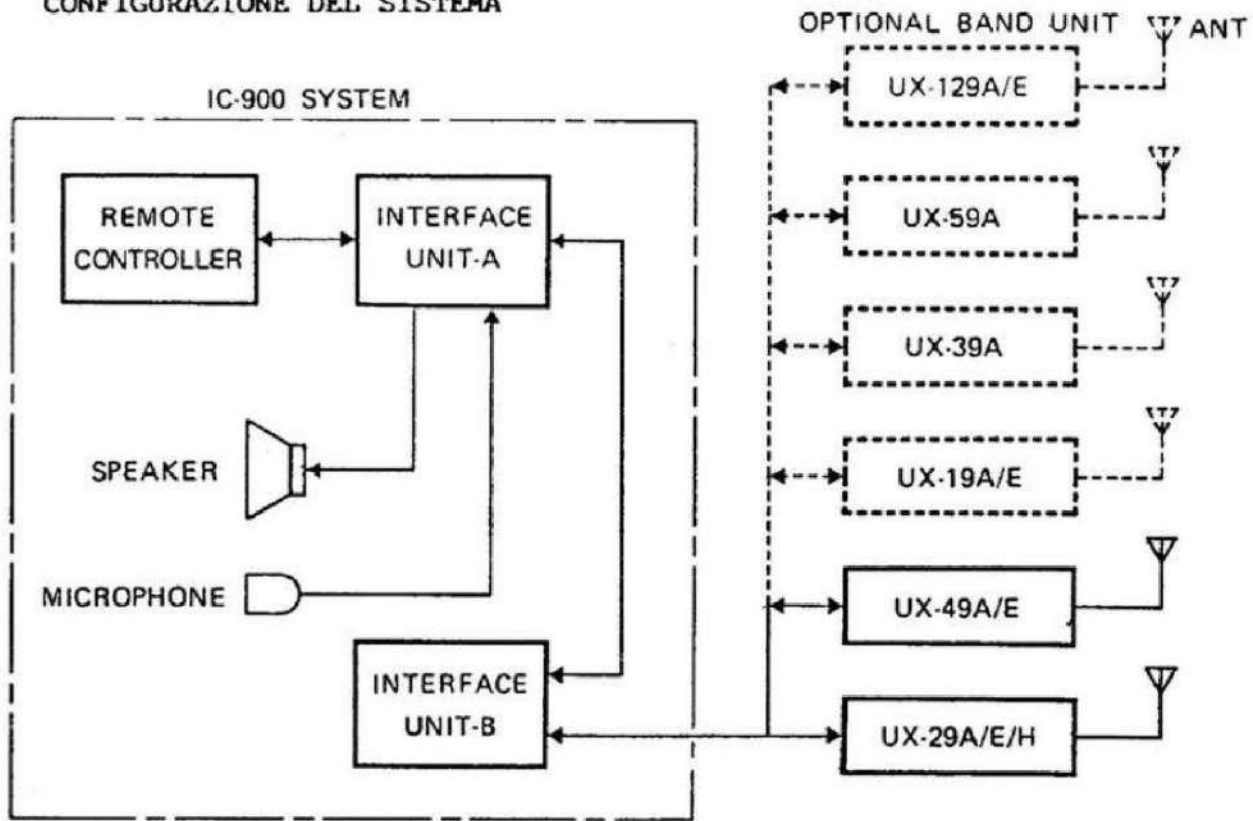 CONFIGURAZIONE DEL SISTEMA
OPTIONAL BAND UNIT
ANT
IC-900 SYSTEM
REMOTE
CONTROLLER
INTERFACE
UNIT-A
SPEAKER
MICROPHONE
INTERFACE
UNIT-B
UX-129A/E
UX-59A
UX-39A
UX-19A/E
UX-49A/E
UX-29A/E/H